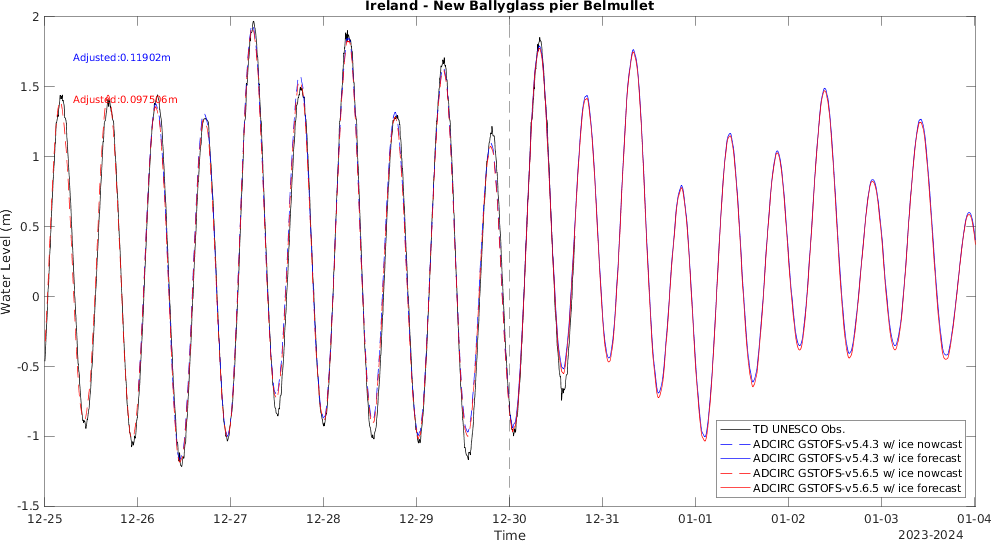 Ireland - New Ballyglass pier Belmullet
Adjusted:0.11902m
Adjusted:0.097506m
Water Level (m)
2
1.5
1
0.5
0
-0.5
-1
-1.5
12-25 12-26 12-27 12-28 12-29 12-30 12-31 01-01 01-02 01-03 01-04
Time
2023-2024
TD UNESCO Obs.
ADCIRC GSTOFS-v5.4.3 w/ ice nowcast
ADCIRC GSTOFS-v5.4.3 w/ ice forecast
ADCIRC GSTOFS-v5.6.5 w/ ice nowcast
ADCIRC GSTOFS-v5.6.5 w/ ice forecast